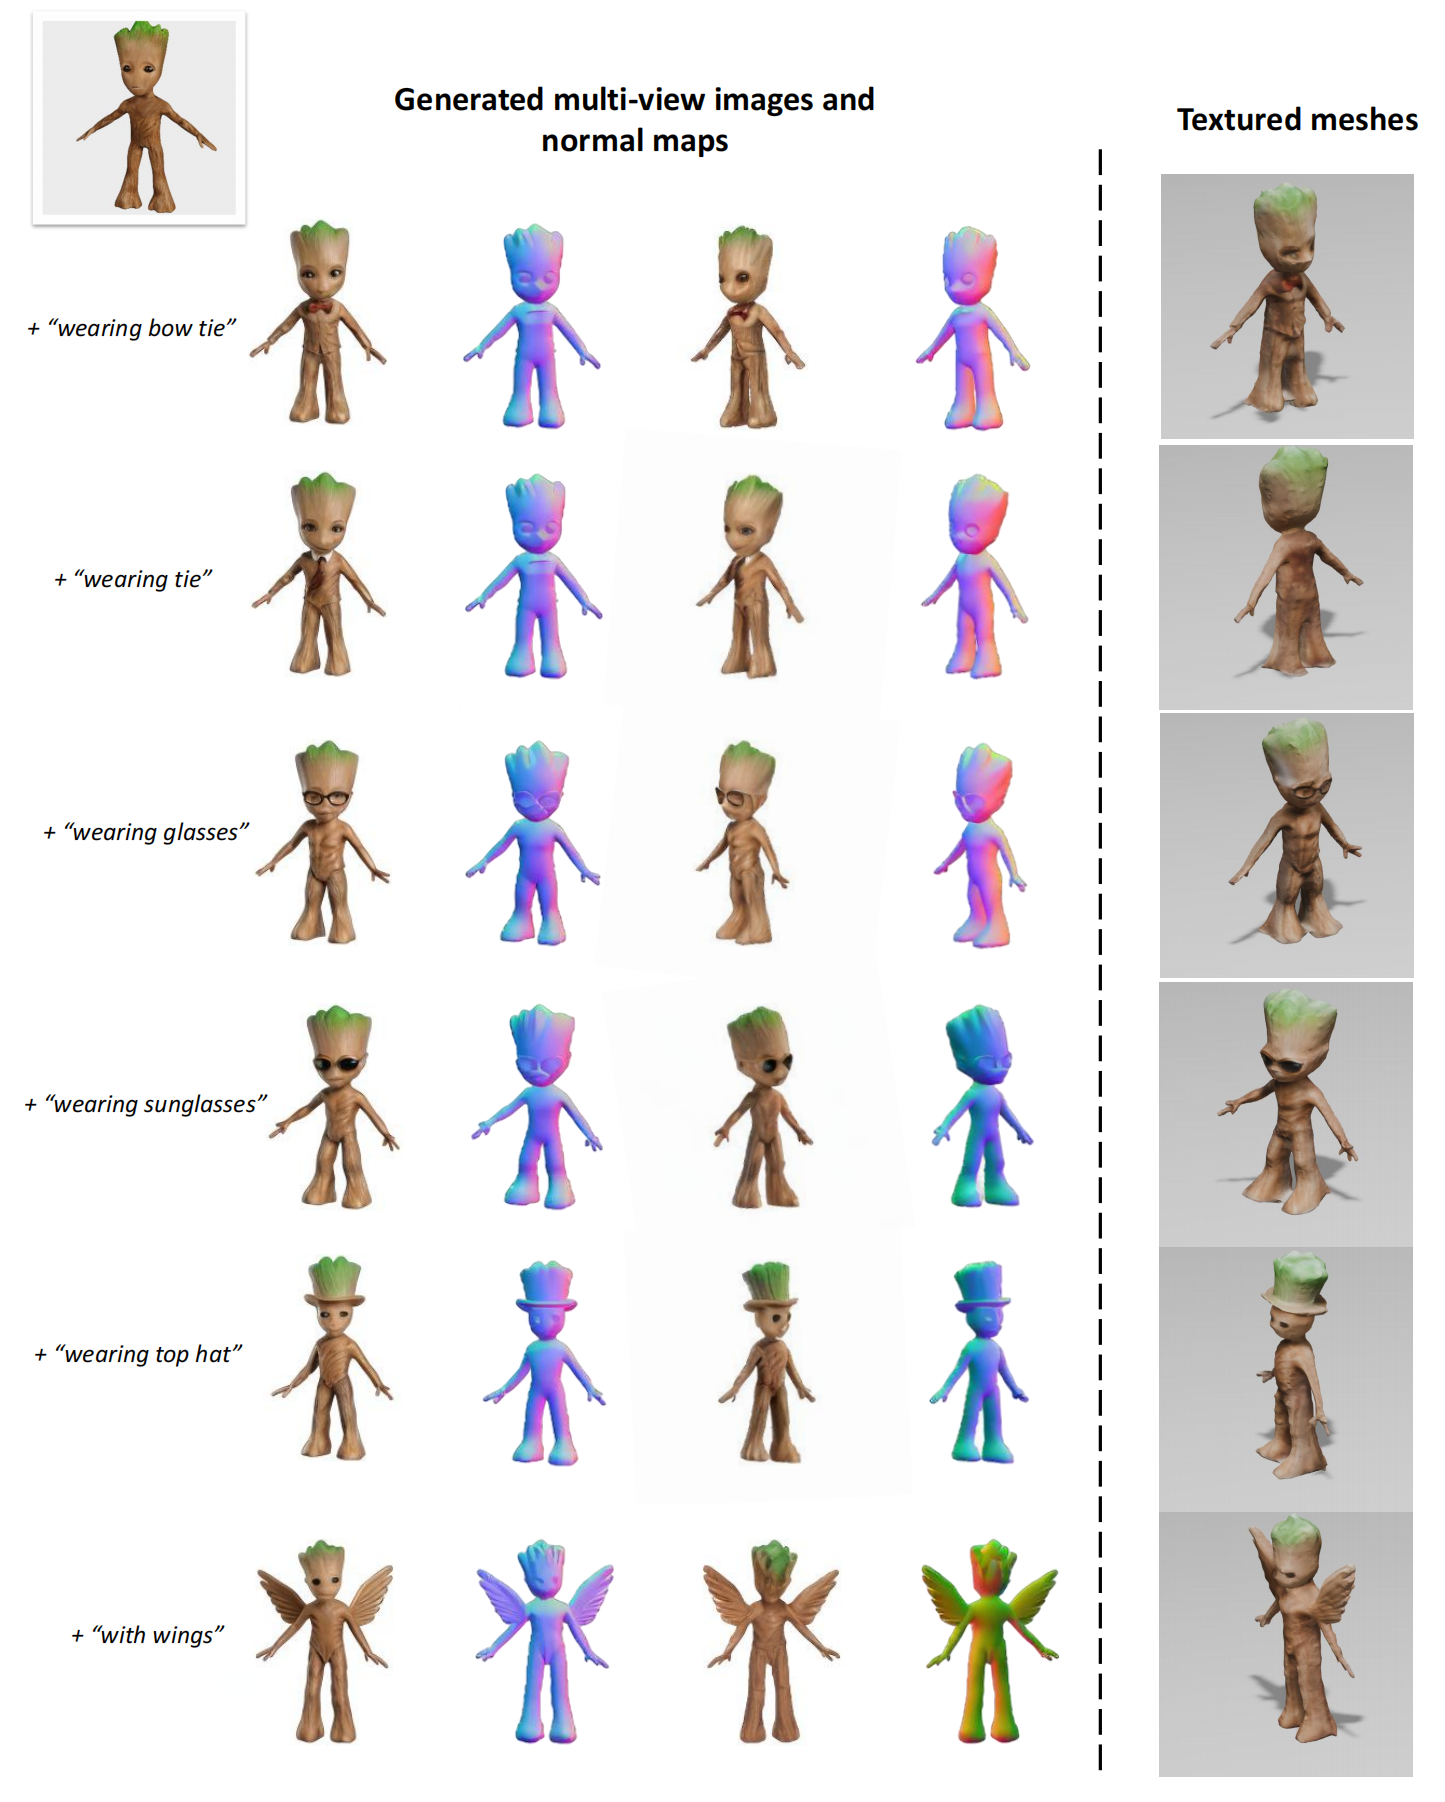 Generated multi-view images and
normal maps
Textured meshes
+ “wearing bow tie”
+ “wearing tie”
+ “wearing glasses”
+ “wearing sunglasses”
+ “wearing top hat”
+ “with wings”